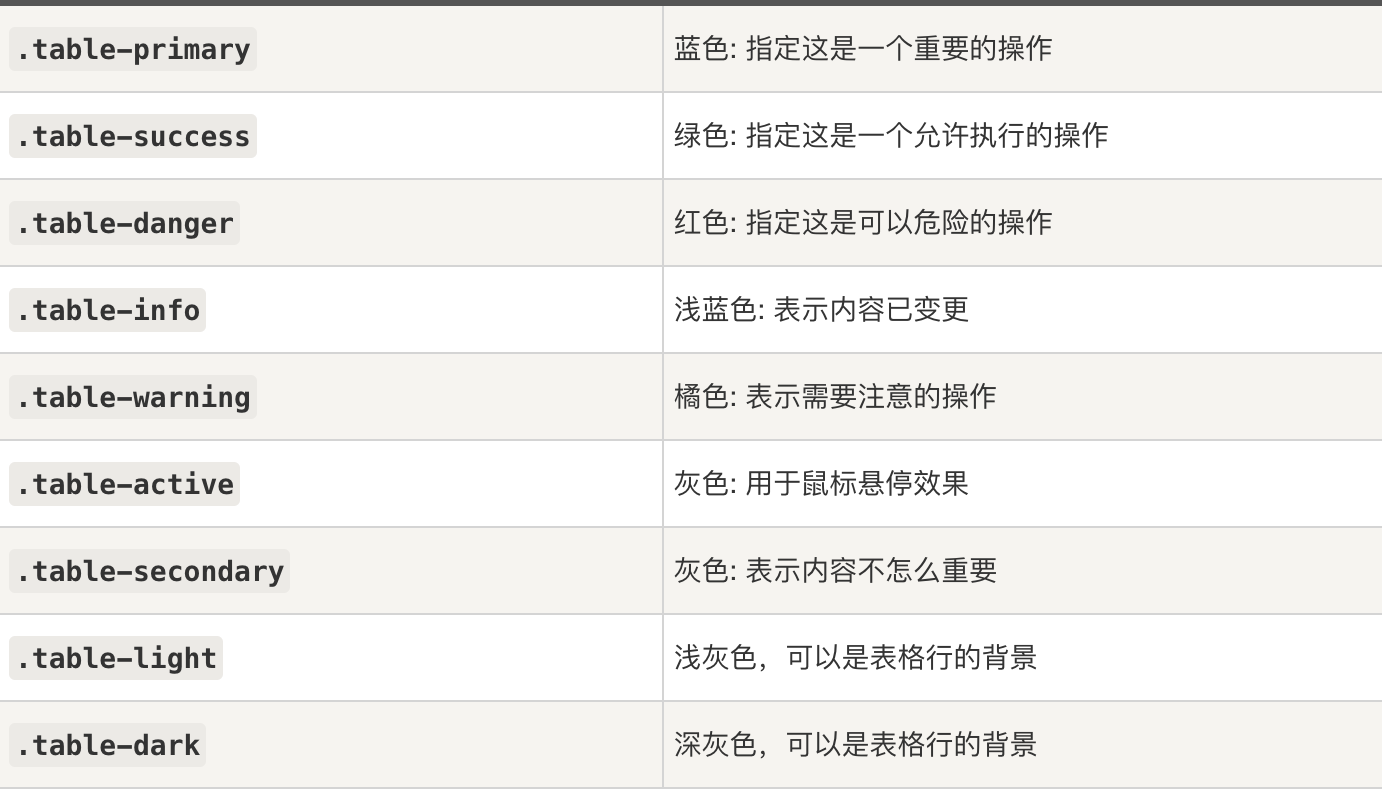 .table-primary 蓝色: 指定这是一个重要的操作
.table-success 绿色: 指定这是一个允许执行的操作
.table-danger 红色: 指定这是可以危险的操作
.table-info 浅蓝色: 表示内容已变更
.table-warning 橘色: 表示需要注意的操作
.table-active 灰色: 用于鼠标悬停效果
.table-secondary 灰色: 表示内容不怎么重要
.table-light 浅灰色，可以是表格行的背景
.table-dark 深灰色，可以是表格行的背景